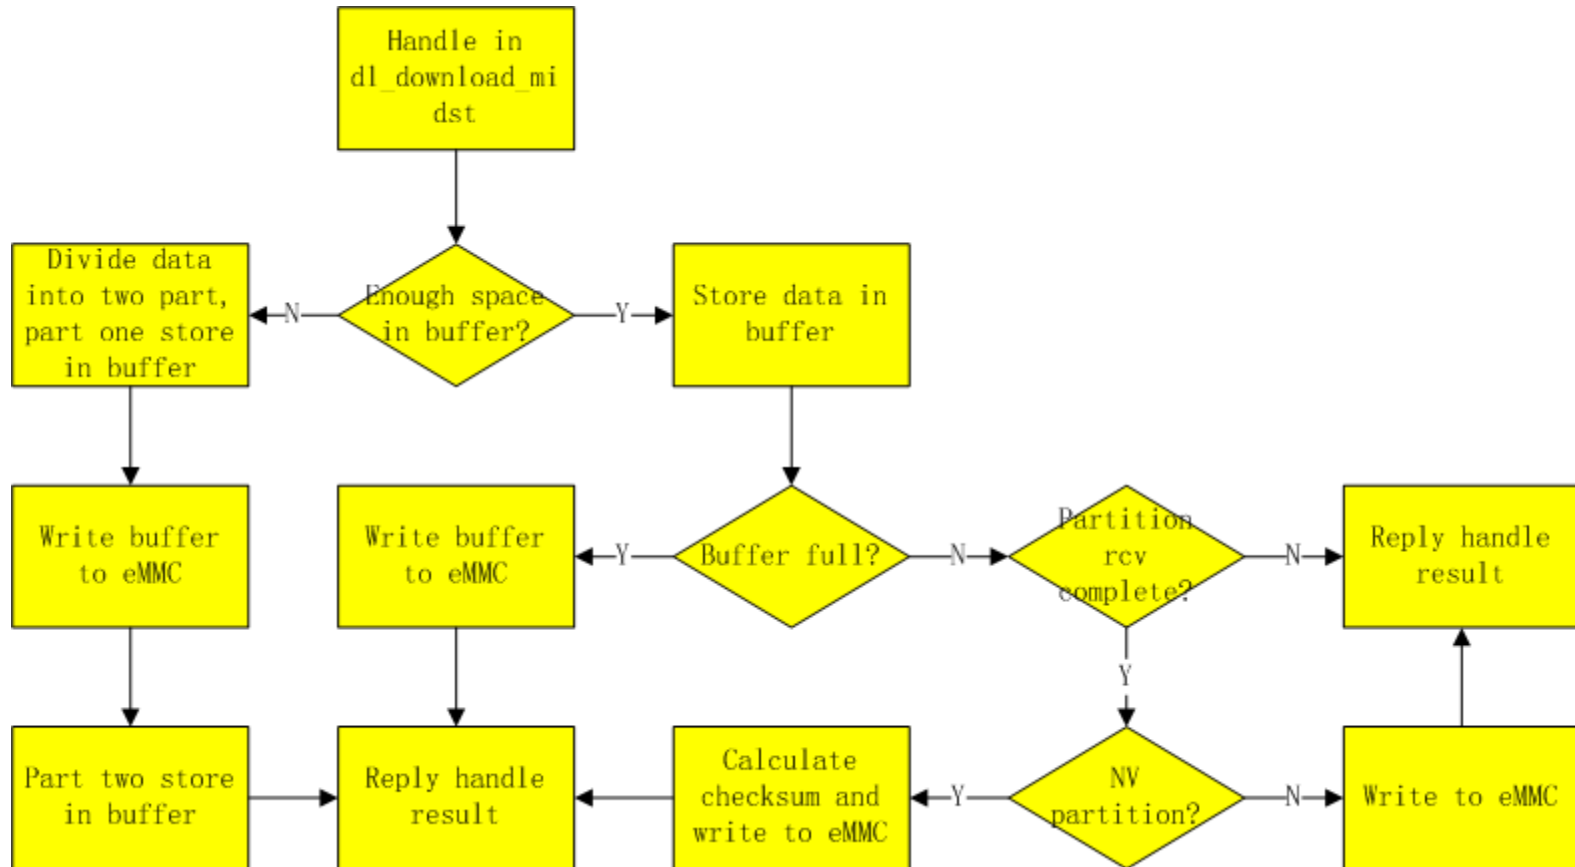 Handle in
dl_download_mi
dst
Divide data
into two part,
part one store
in buffer
N
Enough space
in buffer?
Y
Store data in
buffer
Write buffer
to eMMC
Write buffer
to eMMC
Y
Buffer full?
N
Partition
rcv
complete?
N
Reply handle
result
Y
Part two store
in buffer
Reply handle
result
Calculate
checksum and
write to eMMC
Y
NV
partition?
N
Write to eMMC